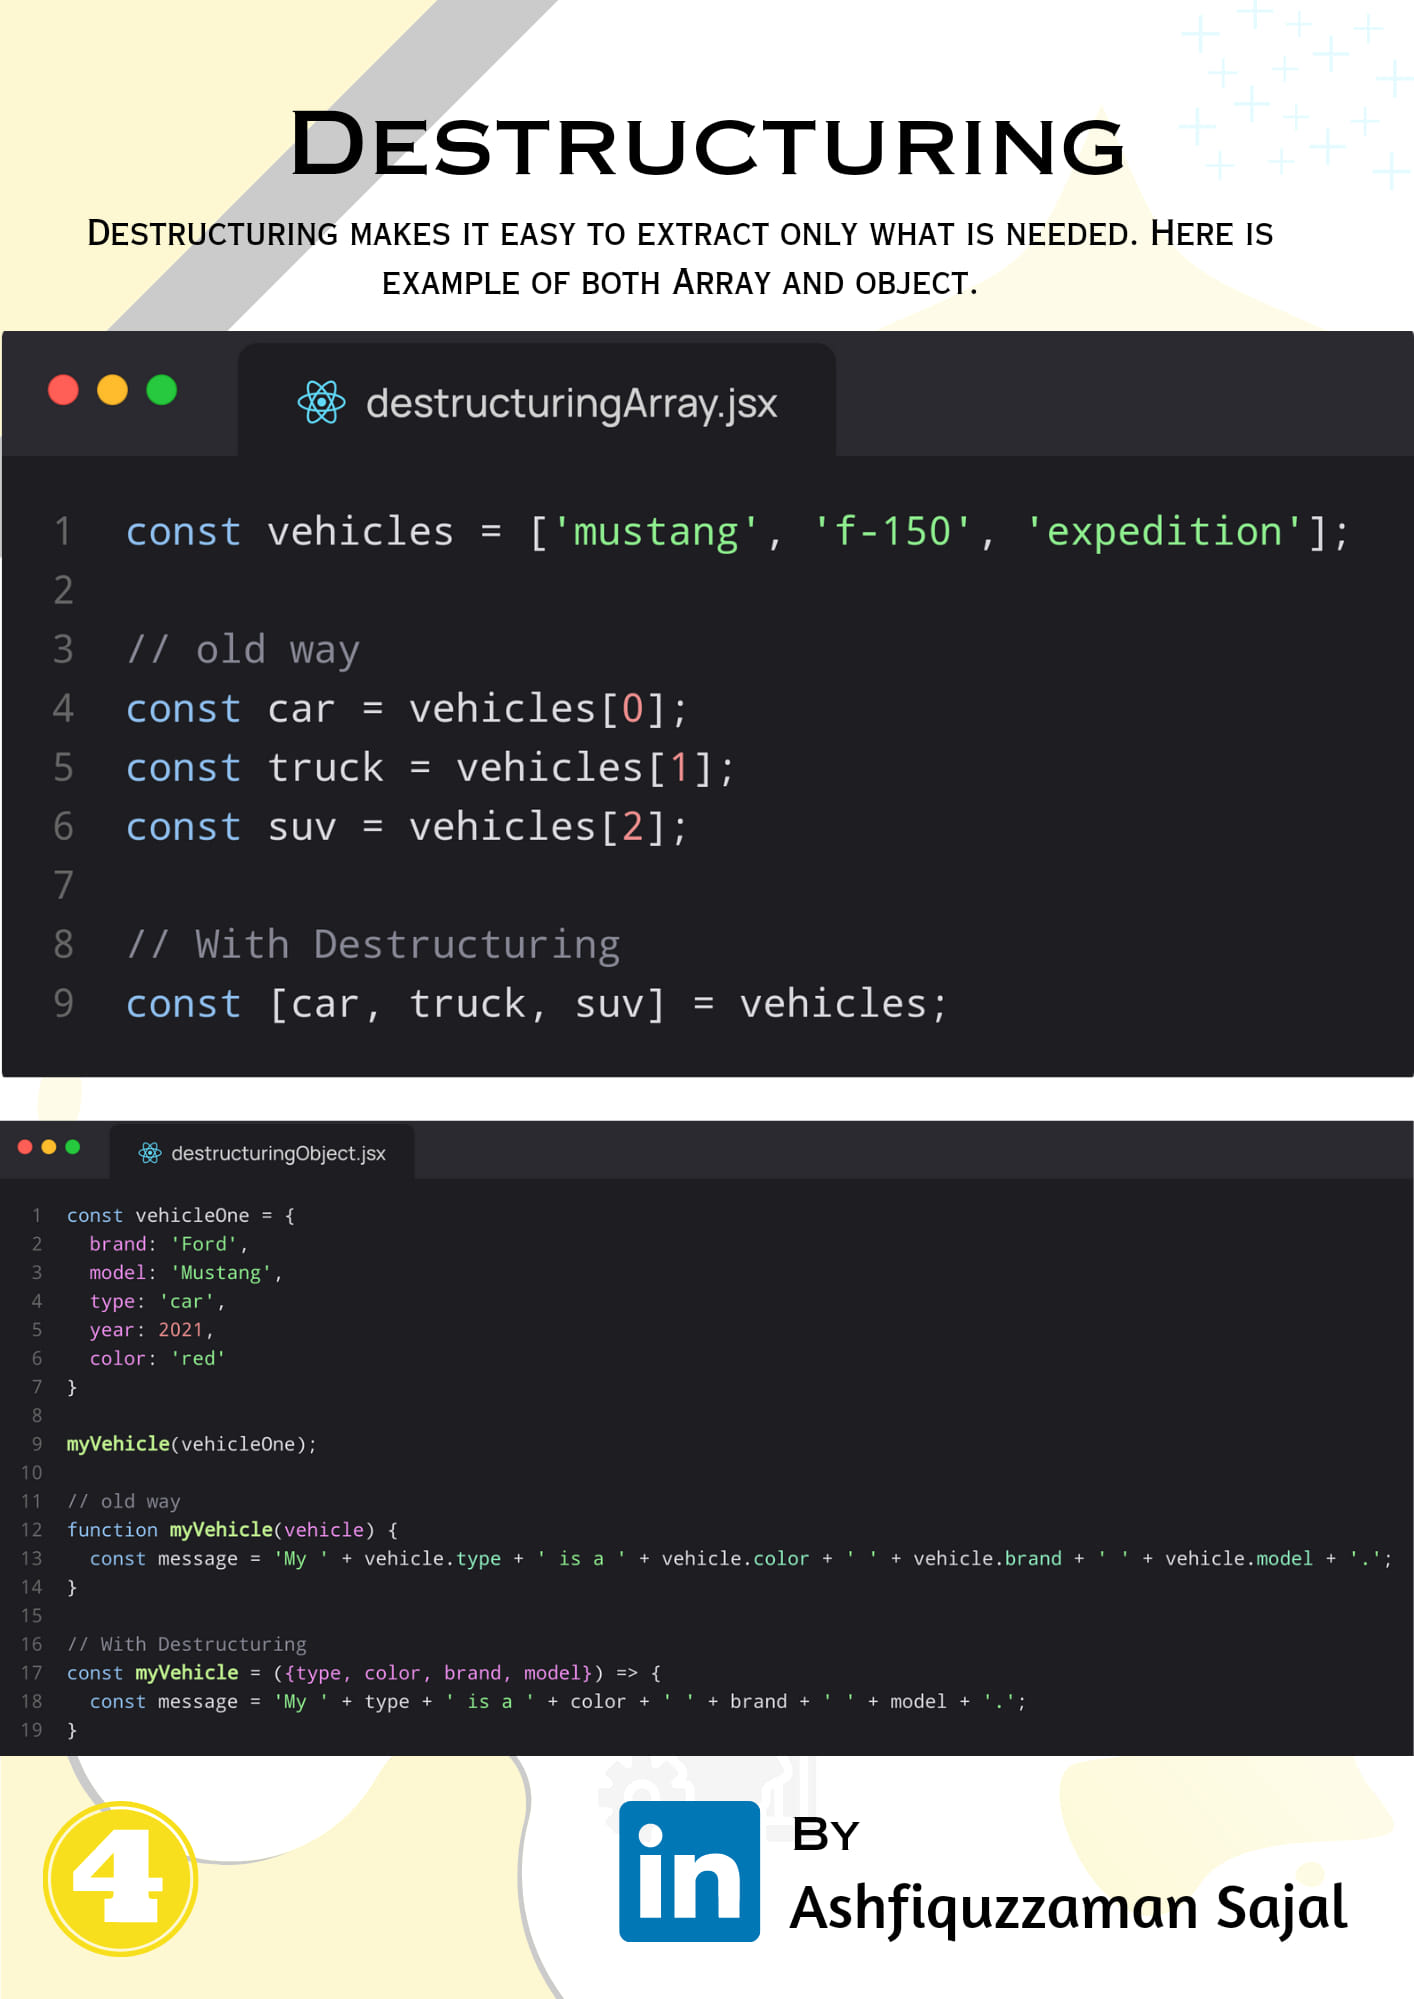 Destructuring
Destructuring makes it easy to extract only what is needed. Here is
example of both Array and object.
destructuringArray.jsx
1 const vehicles = ['mustang', 'f-150', 'expedition'];
2
3 // old way
4 const car = vehicles[0];
5 const truck = vehicles[1];
6 const suv = vehicles[2];
7
8 // With Destructuring
9 const [car, truck, suv] = vehicles;
destructuringObject.jsx
1 const vehicleOne = {
2   brand: 'Ford',
3   model: 'Mustang',
4   type: 'car',
5   year: 2021,
6   color: 'red'
7 }
8
9 myVehicle(vehicleOne);
10
11 // old way
12 function myVehicle(vehicle) {
13   const message = 'My ' + vehicle.type + ' is a ' + vehicle.color + ' ' + vehicle.brand + ' ' + vehicle.model + '.';
14 }
15
16 // With Destructuring
17 const myVehicle = ({type, color, brand, model}) => {
18   const message = 'My ' + type + ' is a ' + color + ' ' + brand + ' ' + model + '.';
19 }
4
in
By
Ashfiquzzaman Sajal